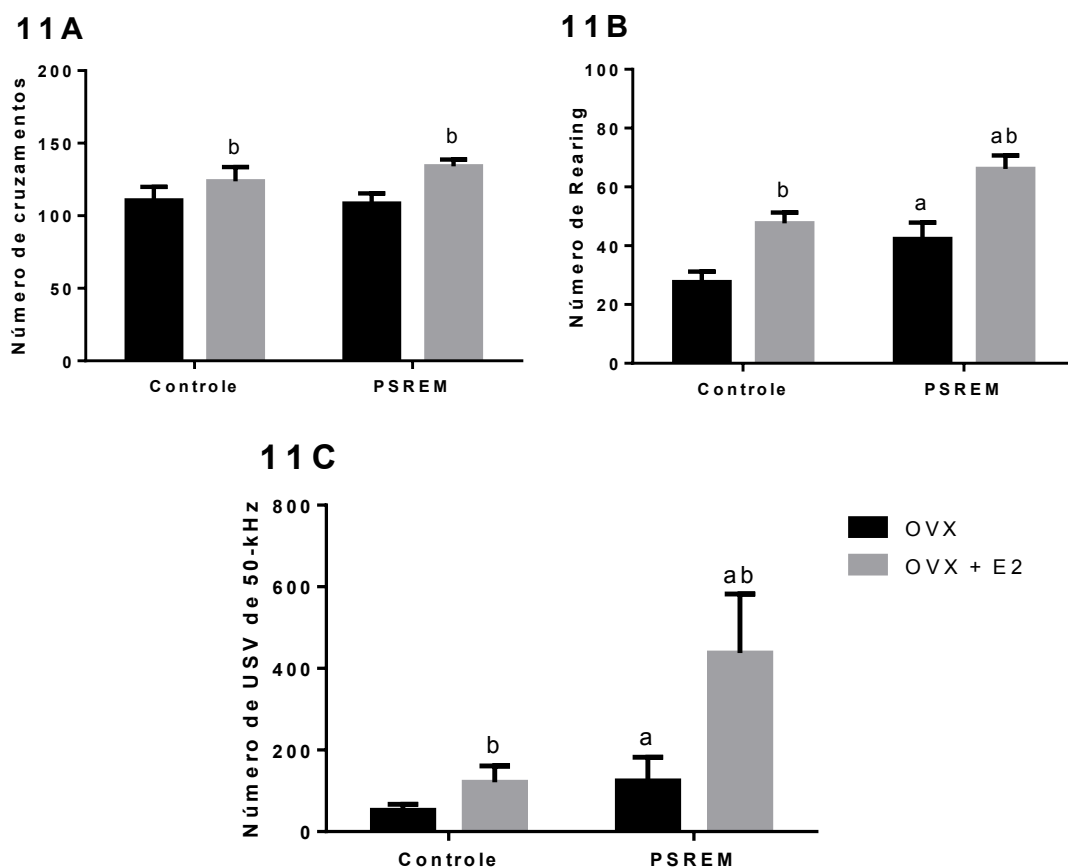 11A
Número de cruzamentos
200
150
100
50
0
b
b
Controle
PSREM
11B
Número de Rearing
100
80
60
40
20
0
b
a
ab
Controle
PSREM
11C
Número de USV de 50-kHz
800
600
400
200
0
b
a
ab
Controle
PSREM
OVX
OVX + E2